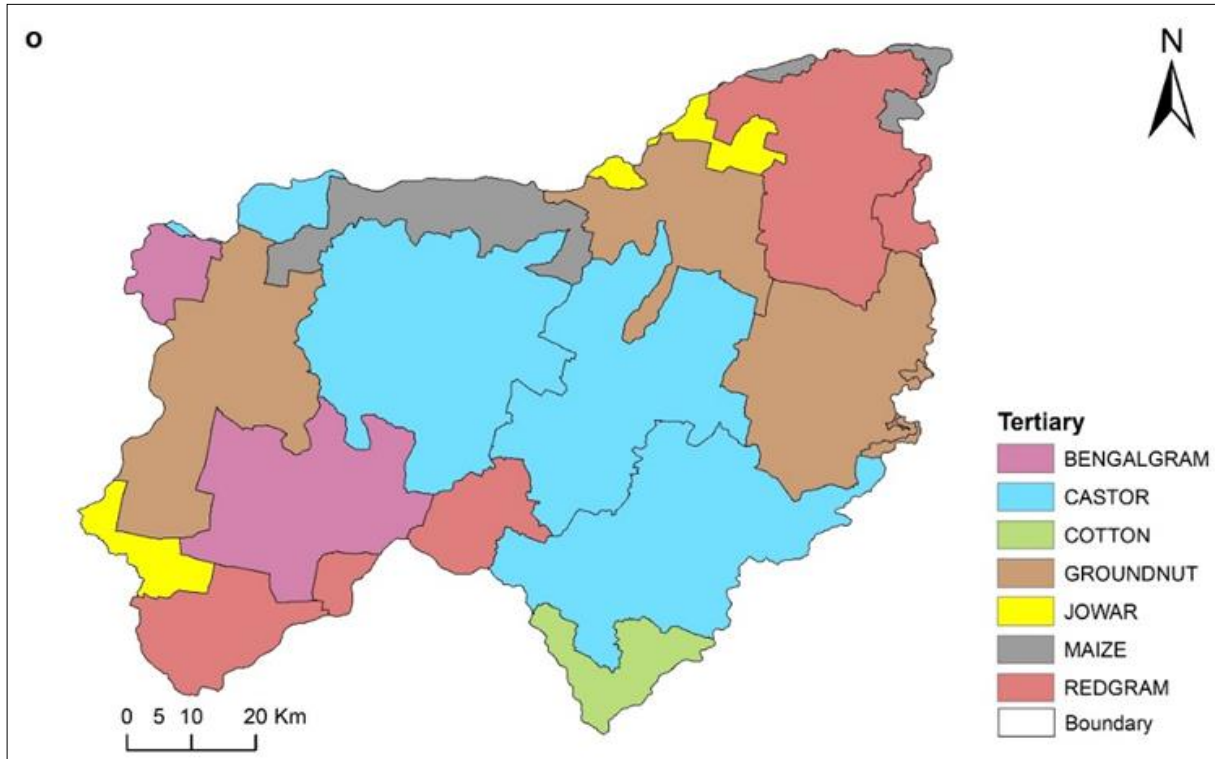 o
N
Tertiary
BENGALGRAM
CASTOR
COTTON
GROUNDNUT
JOWAR
MAIZE
REDGRAM
Boundary
0 5 10 20 Km